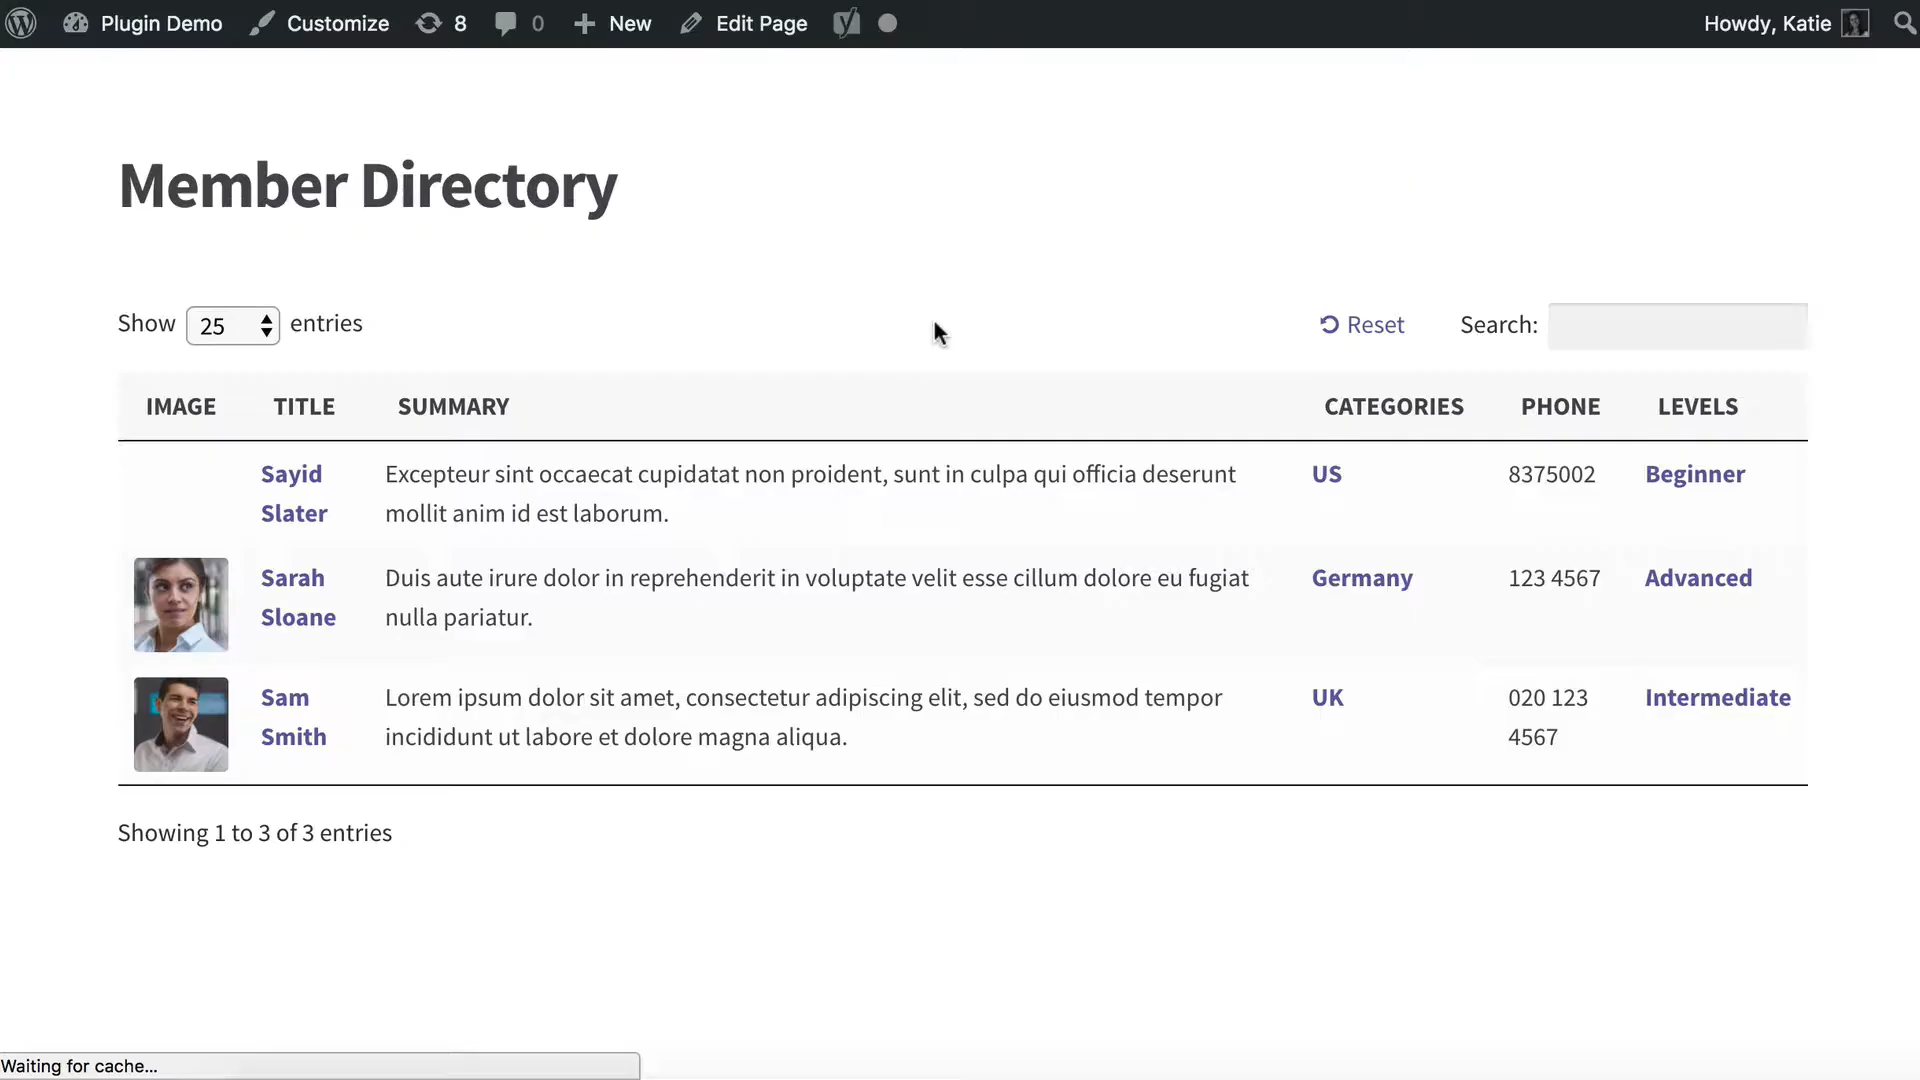 Plugin Demo Customize 8 0 New Edit Page Howdy, Katie
Member Directory
Show 25 entries Reset Search:
IMAGE TITLE SUMMARY CATEGORIES PHONE LEVELS
Sayid Excepteur sint occaecat cupidatat non proident, sunt in culpa qui officia deserunt US 8375002 Beginner
Slater mollit anim id est laborum.
Sarah Duis aute irure dolor in reprehenderit in voluptate velit esse cillum dolore eu fugiat Germany 123 4567 Advanced
Sloane nulla pariatur.
Sam Lorem ipsum dolor sit amet, consectetur adipiscing elit, sed do eiusmod tempor UK 020 123 Intermediate
Smith incididunt ut labore et dolore magna aliqua. 4567
Showing 1 to 3 of 3 entries
Waiting for cache...